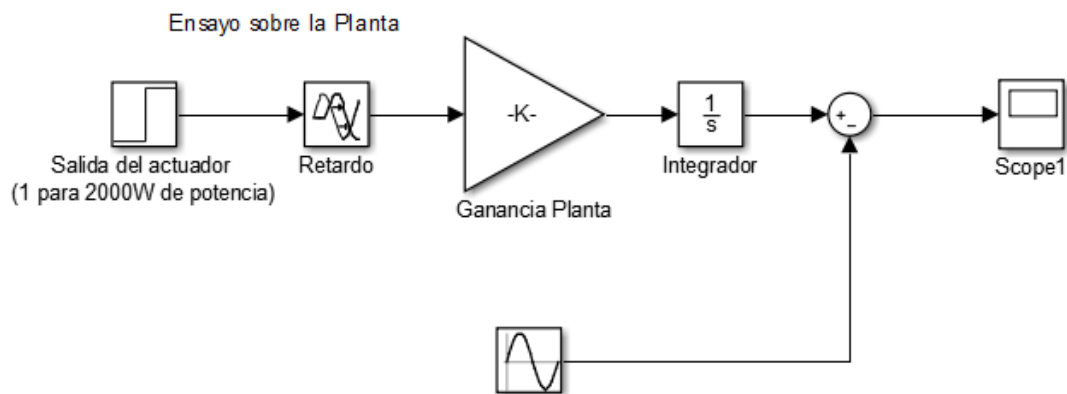 Ensayo sobre la Planta
-K-
1
s
+
−
Salida del actuador
(1 para 2000W de potencia)
Retardo
Integrador
Scope1
Ganancia Planta